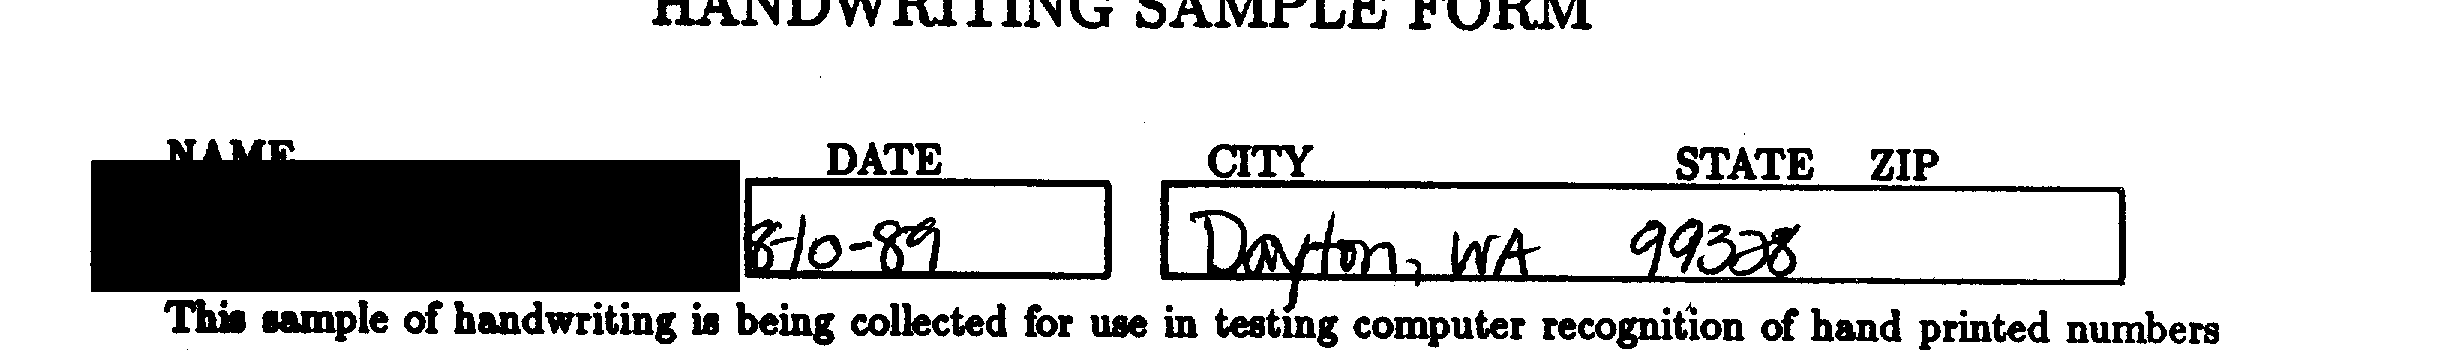 HANDWRITING SAMPLE FORM
NAME DATE CITY STATE ZIP
8-10-89 Dayton, WA 99328
This sample of handwriting is being collected for use in testing computer recognition of hand printed numbers